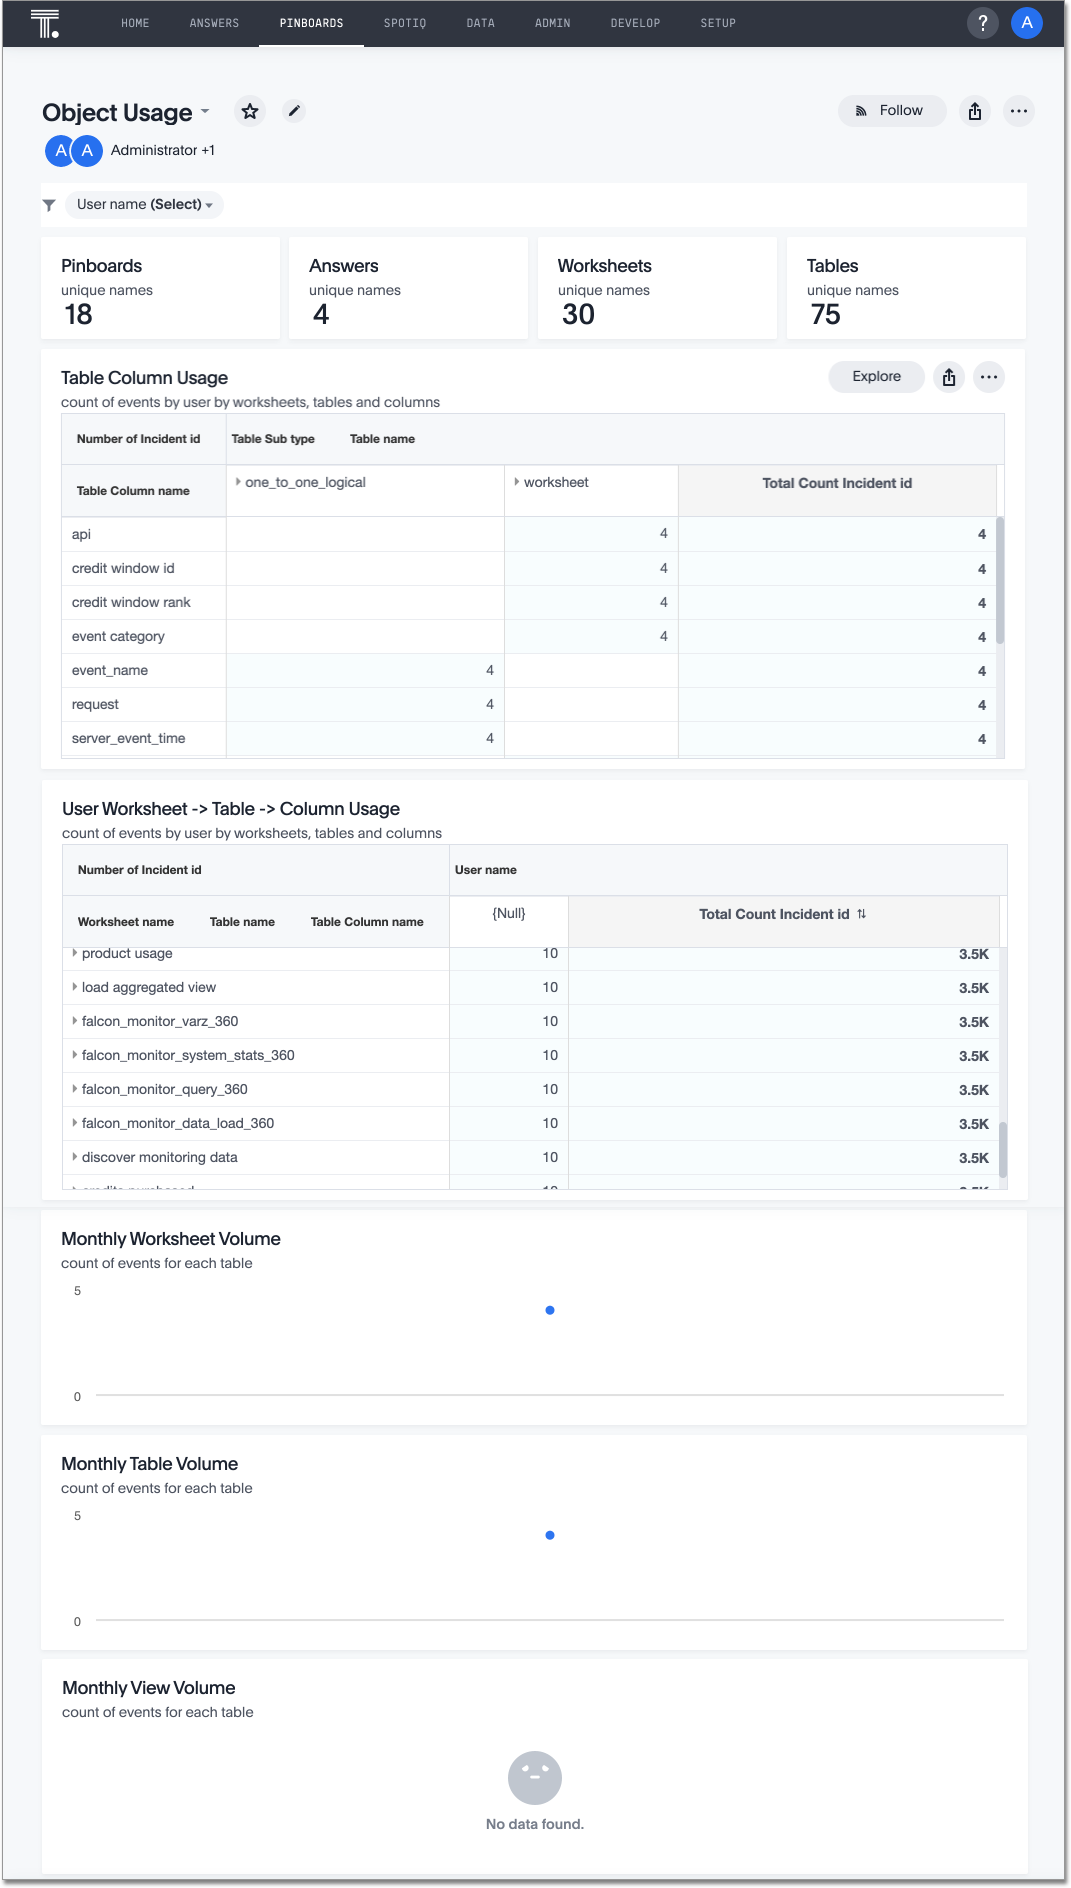 T.
HOME ANSWERS PINBOARDS SPOTIQ DATA ADMIN DEVELOP SETUP ? A
Object Usage
Follow
A A Administrator +1
User name (Select)
Pinboards
unique names
18
Answers
unique names
4
Worksheets
unique names
30
Tables
unique names
75
Table Column Usage
Explore
count of events by user by worksheets, tables and columns
Number of Incident id Table Sub type Table name
Table Column name one_to_one_logical worksheet Total Count Incident id
api 4 4
credit window id 4 4
credit window rank 4 4
event category 4 4
event_name 4 4
request 4 4
server_event_time 4 4
User Worksheet -> Table -> Column Usage
count of events by user by worksheets, tables and columns
Number of Incident id User name
Worksheet name Table name Table Column name {Null} Total Count Incident id
product usage 10 3.5K
load aggregated view 10 3.5K
falcon_monitor_varz_360 10 3.5K
falcon_monitor_system_stats_360 10 3.5K
falcon_monitor_query_360 10 3.5K
falcon_monitor_data_load_360 10 3.5K
discover monitoring data 10 3.5K
Monthly Worksheet Volume
count of events for each table
5
0
Monthly Table Volume
count of events for each table
5
0
Monthly View Volume
count of events for each table
No data found.